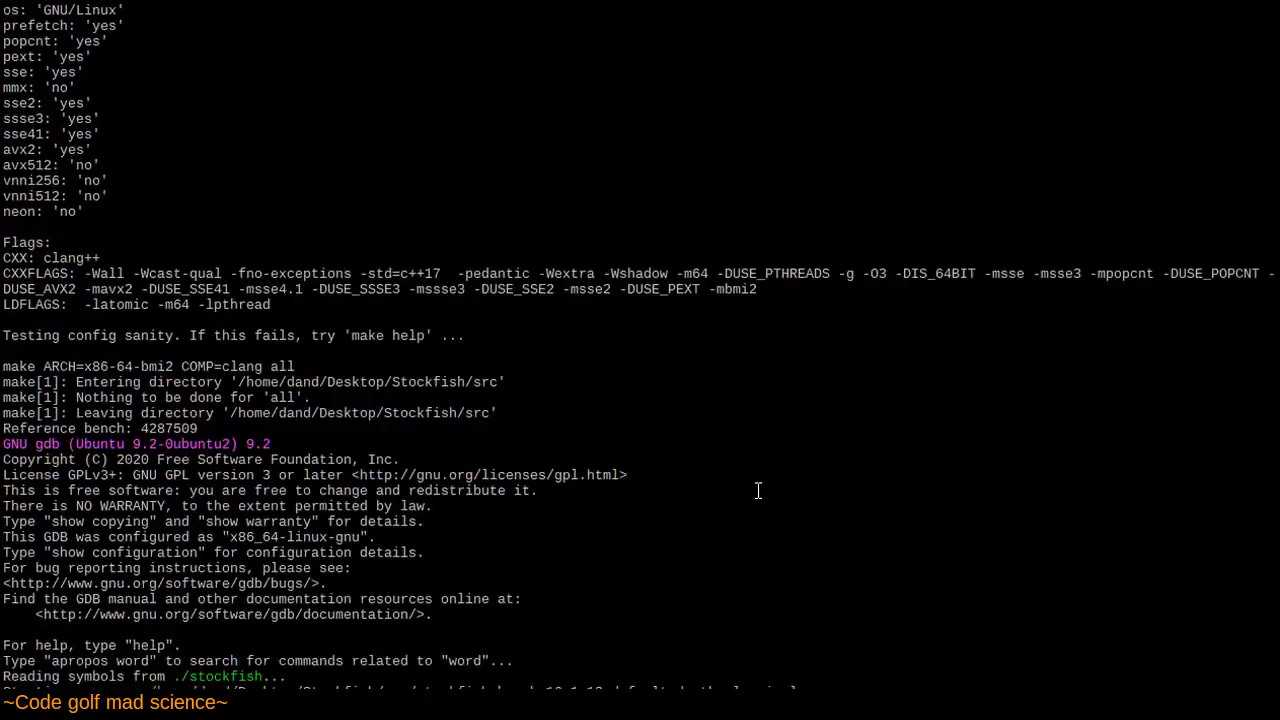 os: 'GNU/Linux'
prefetch: 'yes'
popcnt: 'yes'
pext: 'yes'
sse: 'yes'
mmx: 'no'
sse2: 'yes'
ssse3: 'yes'
sse41: 'yes'
avx2: 'yes'
avx512: 'no'
vnni256: 'no'
vnni512: 'no'
neon: 'no'
Flags:
CXX: clang++
CXXFLAGS: -Wall -Wcast-qual -fno-exceptions -std=c++17  -pedantic -Wextra -Wshadow -m64 -DUSE_PTHREADS -g -O3 -DIS_64BIT -msse -msse3 -mpopcnt -DUSE_POPCNT -
DUSE_AVX2 -mavx2 -DUSE_SSE41 -msse4.1 -DUSE_SSSE3 -mssse3 -DUSE_SSE2 -msse2 -DUSE_PEXT -mbmi2
LDFLAGS:  -latomic -m64 -lpthread
Testing config sanity. If this fails, try 'make help' ...
make ARCH=x86-64-bmi2 COMP=clang all
make[1]: Entering directory '/home/dand/Desktop/Stockfish/src'
make[1]: Nothing to be done for 'all'.
make[1]: Leaving directory '/home/dand/Desktop/Stockfish/src'
Reference bench: 4287509
GNU gdb (Ubuntu 9.2-0ubuntu2) 9.2
Copyright (C) 2020 Free Software Foundation, Inc.
License GPLv3+: GNU GPL version 3 or later <http://gnu.org/licenses/gpl.html>
This is free software: you are free to change and redistribute it.
There is NO WARRANTY, to the extent permitted by law.
Type "show copying" and "show warranty" for details.
This GDB was configured as "x86_64-linux-gnu".
Type "show configuration" for configuration details.
For bug reporting instructions, please see:
<http://www.gnu.org/software/gdb/bugs/>.
Find the GDB manual and other documentation resources online at:
    <http://www.gnu.org/software/gdb/documentation/>.
For help, type "help".
Type "apropos word" to search for commands related to "word"...
Reading symbols from ./stockfish...
~Code golf mad science~